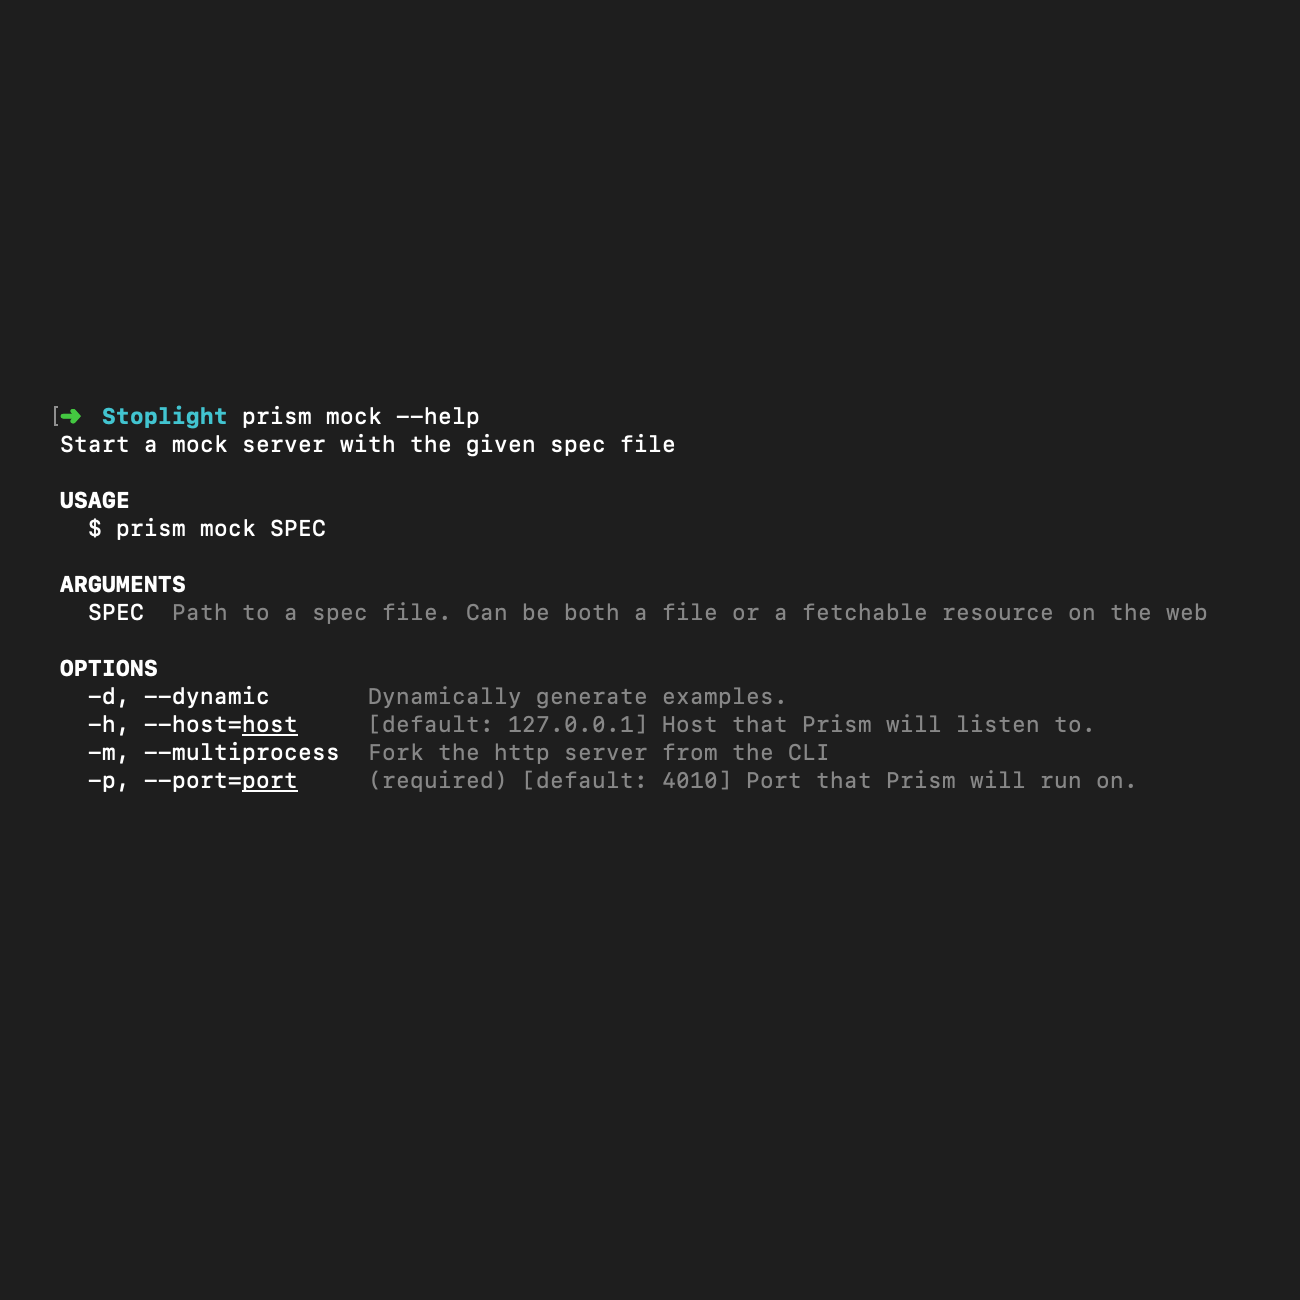 [➜ Stoplight prism mock --help
Start a mock server with the given spec file
USAGE
$ prism mock SPEC
ARGUMENTS
SPEC Path to a spec file. Can be both a file or a fetchable resource on the web
OPTIONS
-d, --dynamic Dynamically generate examples.
-h, --host=host [default: 127.0.0.1] Host that Prism will listen to.
-m, --multiprocess Fork the http server from the CLI
-p, --port=port (required) [default: 4010] Port that Prism will run on.